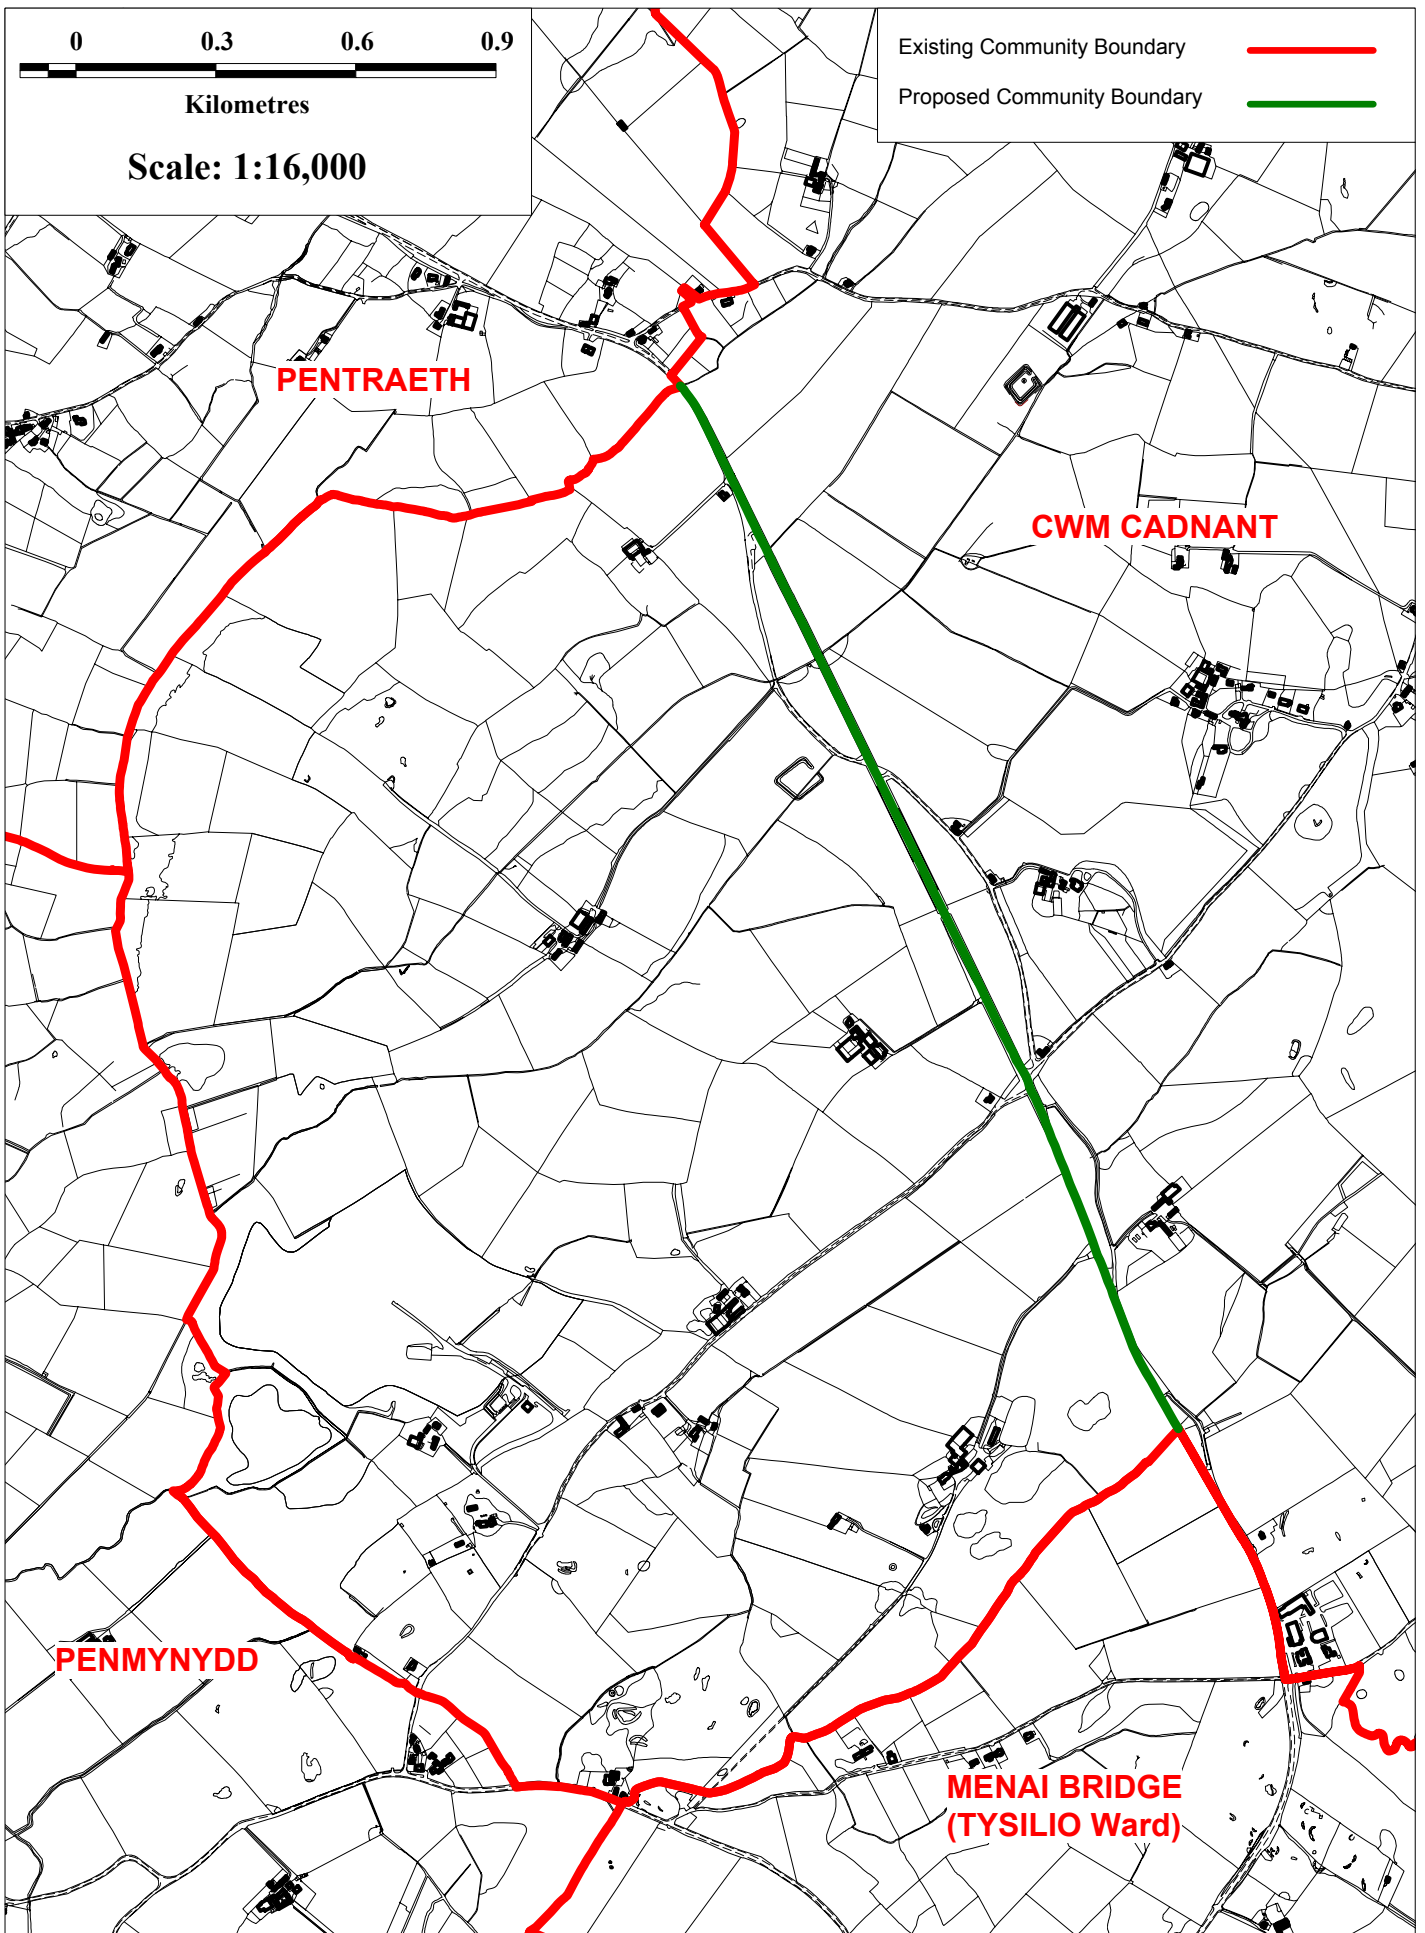 0 0.3 0.6 0.9
Kilometres
Scale: 1:16,000
Existing Community Boundary
Proposed Community Boundary
PENTRAETH
CWM CADNANT
PENMYNYDD
MENAI BRIDGE
(TYSILIO Ward)